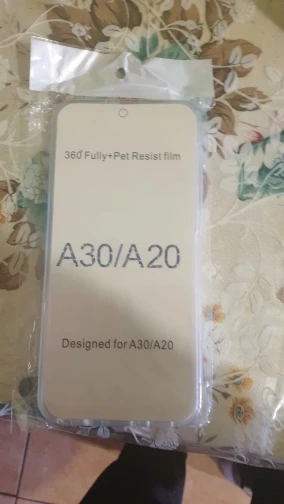 360° Fully+Pet Resist film
A30/A20
Designed for A30/A20